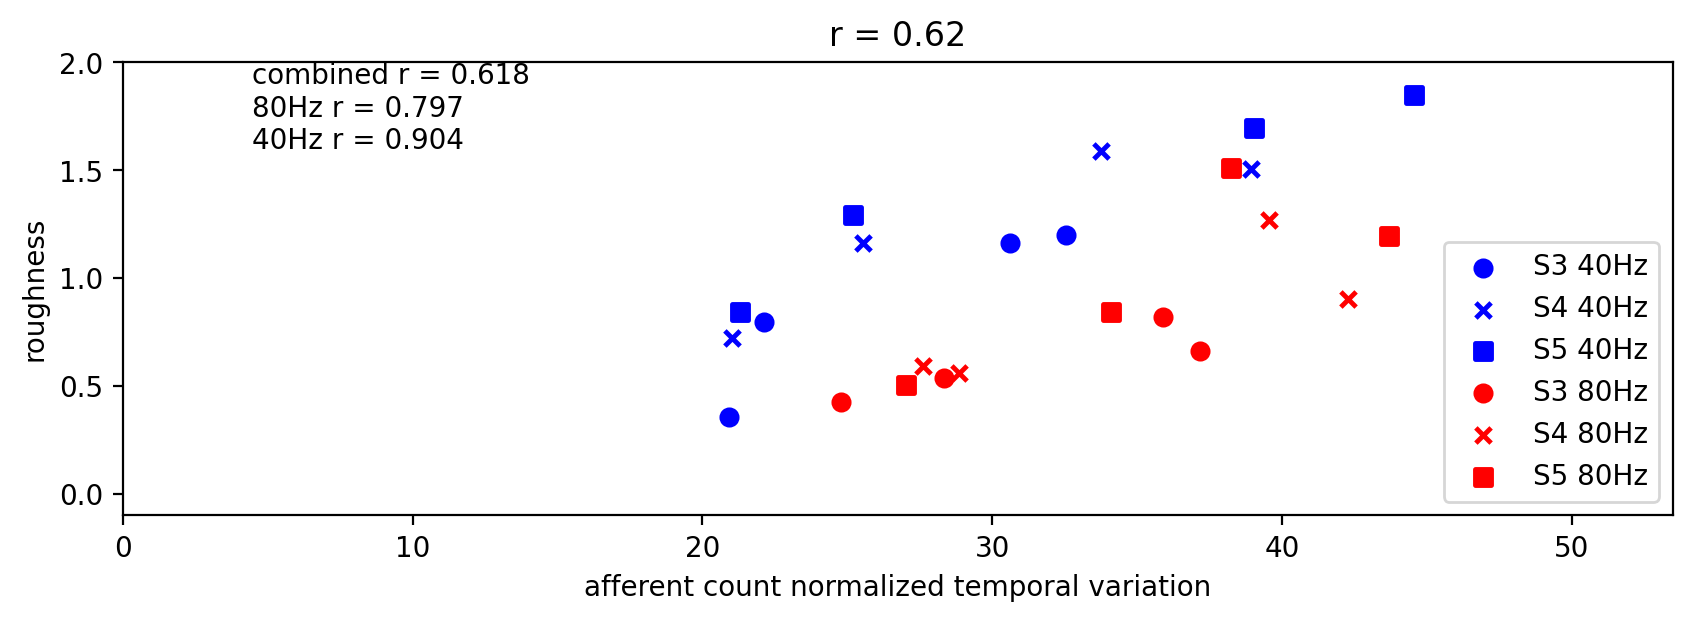 r = 0.62
combined r = 0.618
80Hz r = 0.797
40Hz r = 0.904
2.0
1.5
1.0
0.5
0.0
roughness
S3 40Hz
S4 40Hz
S5 40Hz
S3 80Hz
S4 80Hz
S5 80Hz
0 10 20 30 40 50
afferent count normalized temporal variation